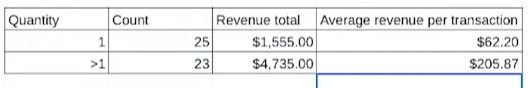 Quantity Count Revenue total Average revenue per transaction
1 25 $1,555.00 $62.20
>1 23 $4,735.00 $205.87